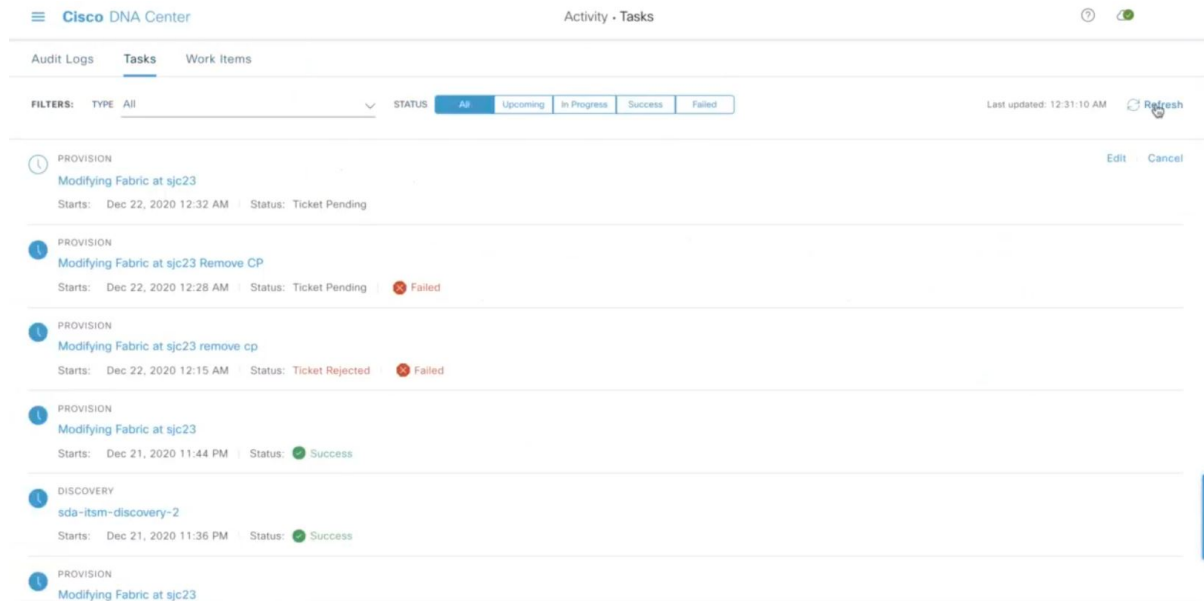 Cisco DNA Center
Activity • Tasks
Audit Logs Tasks Work Items
FILTERS: TYPE All STATUS All Upcoming In Progress Success Failed Last updated: 12:31:10 AM Refresh
PROVISION Edit Cancel
Modifying Fabric at sjc23
Starts: Dec 22, 2020 12:32 AM Status: Ticket Pending
PROVISION
Modifying Fabric at sjc23 Remove CP
Starts: Dec 22, 2020 12:28 AM Status: Ticket Pending Failed
PROVISION
Modifying Fabric at sjc23 remove cp
Starts: Dec 22, 2020 12:15 AM Status: Ticket Rejected Failed
PROVISION
Modifying Fabric at sjc23
Starts: Dec 21, 2020 11:44 PM Status: Success
DISCOVERY
sda-itsm-discovery-2
Starts: Dec 21, 2020 11:36 PM Status: Success
PROVISION
Modifying Fabric at sjc23